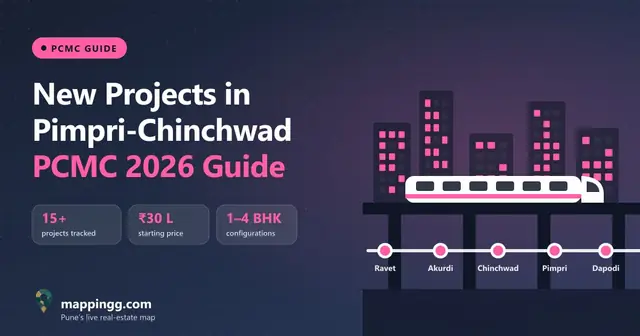 PCMC GUIDE
New Projects in
Pimpri-Chinchwad
PCMC 2026 Guide
15+
projects tracked
₹30 L
starting price
1–4 BHK
configurations
Ravet
Akurdi
Chinchwad
Pimpri
Dapodi
mappingg.com
Pune's live real-estate map